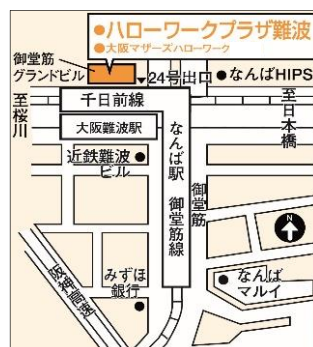 ●ハローワークプラザ難波
●大阪マザーズハローワーク
御堂筋
グランドビル
▼24号出口
●なんばHIPS
至桜川
千日前線
至日本橋
大阪難波駅
なんば駅 御堂筋線
御堂筋
近鉄難波
ビル
N
阪神高速
みずほ
銀行
なんば
マルイ